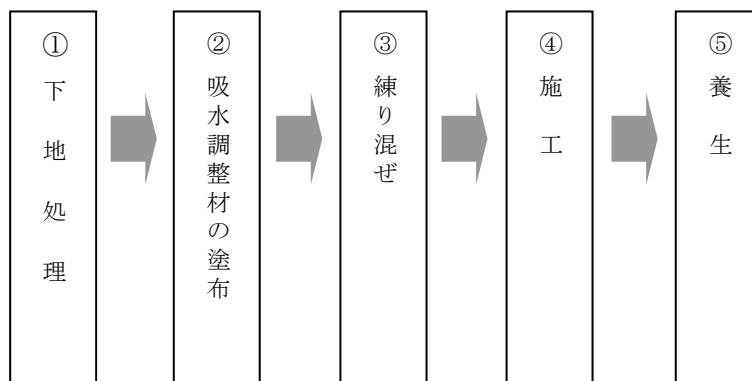 ①下地処理
②吸水調整材の塗布
③練り混ぜ
④施工
⑤養生